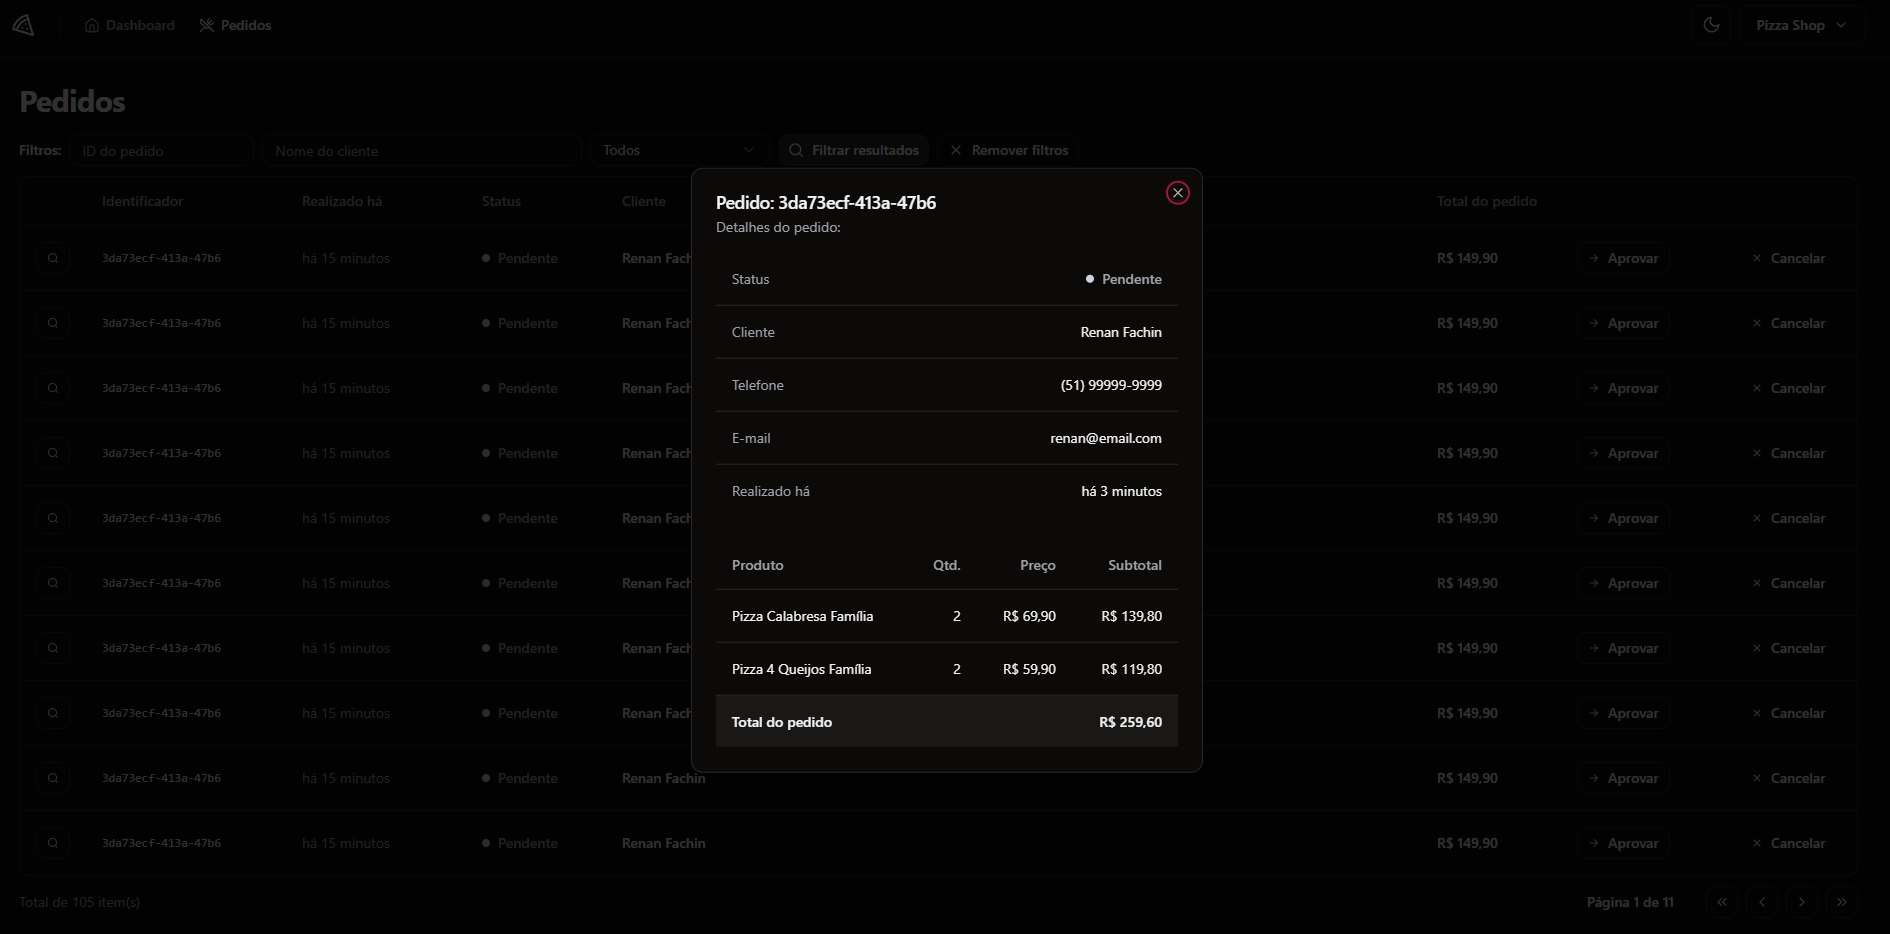 Dashboard Pedidos Pizza Shop
Pedidos
Filtros: ID do pedido Nome do cliente Todos Filtrar resultados Remover filtros
Identificador Realizado há Status Cliente Total do pedido
3da73ecf-413a-47b6 há 15 minutos Pendente Renan Fach R$ 149,90 Aprovar Cancelar
3da73ecf-413a-47b6 há 15 minutos Pendente Renan Fach R$ 149,90 Aprovar Cancelar
3da73ecf-413a-47b6 há 15 minutos Pendente Renan Fach R$ 149,90 Aprovar Cancelar
3da73ecf-413a-47b6 há 15 minutos Pendente Renan Fach R$ 149,90 Aprovar Cancelar
3da73ecf-413a-47b6 há 15 minutos Pendente Renan Fach R$ 149,90 Aprovar Cancelar
3da73ecf-413a-47b6 há 15 minutos Pendente Renan Fach R$ 149,90 Aprovar Cancelar
3da73ecf-413a-47b6 há 15 minutos Pendente Renan Fach R$ 149,90 Aprovar Cancelar
3da73ecf-413a-47b6 há 15 minutos Pendente Renan Fach R$ 149,90 Aprovar Cancelar
3da73ecf-413a-47b6 há 15 minutos Pendente Renan Fachin R$ 149,90 Aprovar Cancelar
3da73ecf-413a-47b6 há 15 minutos Pendente Renan Fachin R$ 149,90 Aprovar Cancelar
Total de 105 item(s) Página 1 de 11
Pedido: 3da73ecf-413a-47b6
Detalhes do pedido:
Status Pendente
Cliente Renan Fachin
Telefone (51) 99999-9999
E-mail renan@email.com
Realizado há há 3 minutos
Produto Qtd. Preço Subtotal
Pizza Calabresa Família 2 R$ 69,90 R$ 139,80
Pizza 4 Queijos Família 2 R$ 59,90 R$ 119,80
Total do pedido R$ 259,60